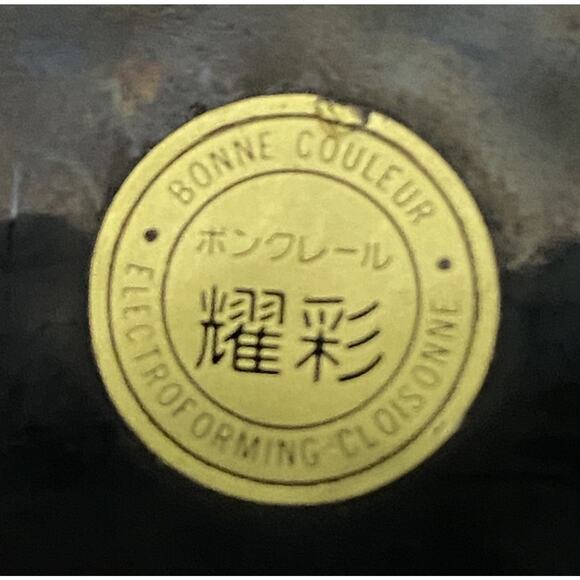 BONNE COULEUR
ボンクレール
耀彩
ELECTROFORMING-CLOISONNE